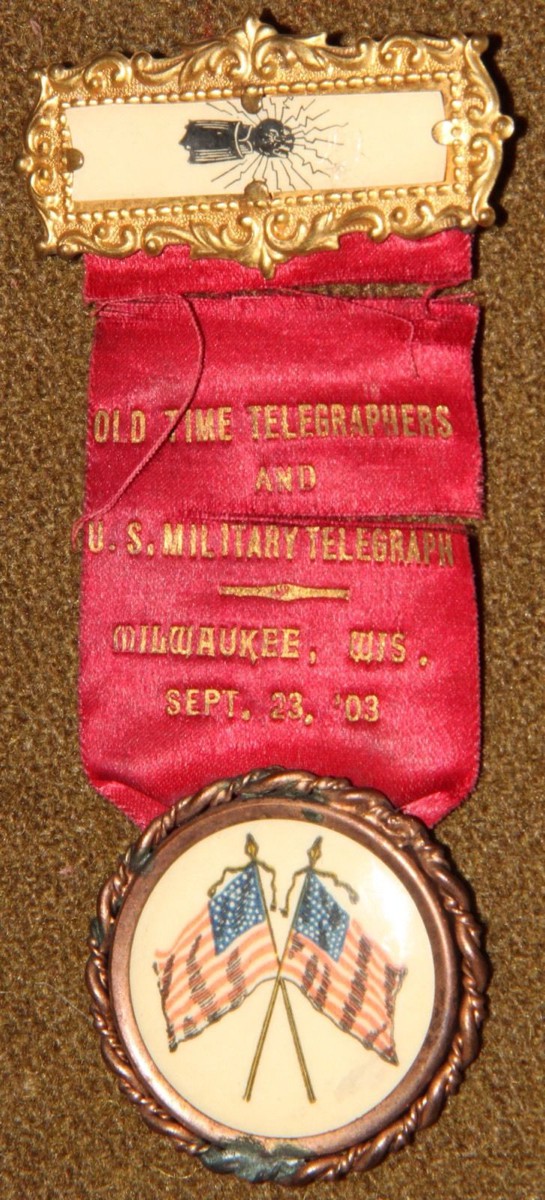 OLD TIME TELEGRAPHERS
AND
U. S. MILITARY TELEGRAPH
MILWAUKEE, WIS.
SEPT. 23, '03